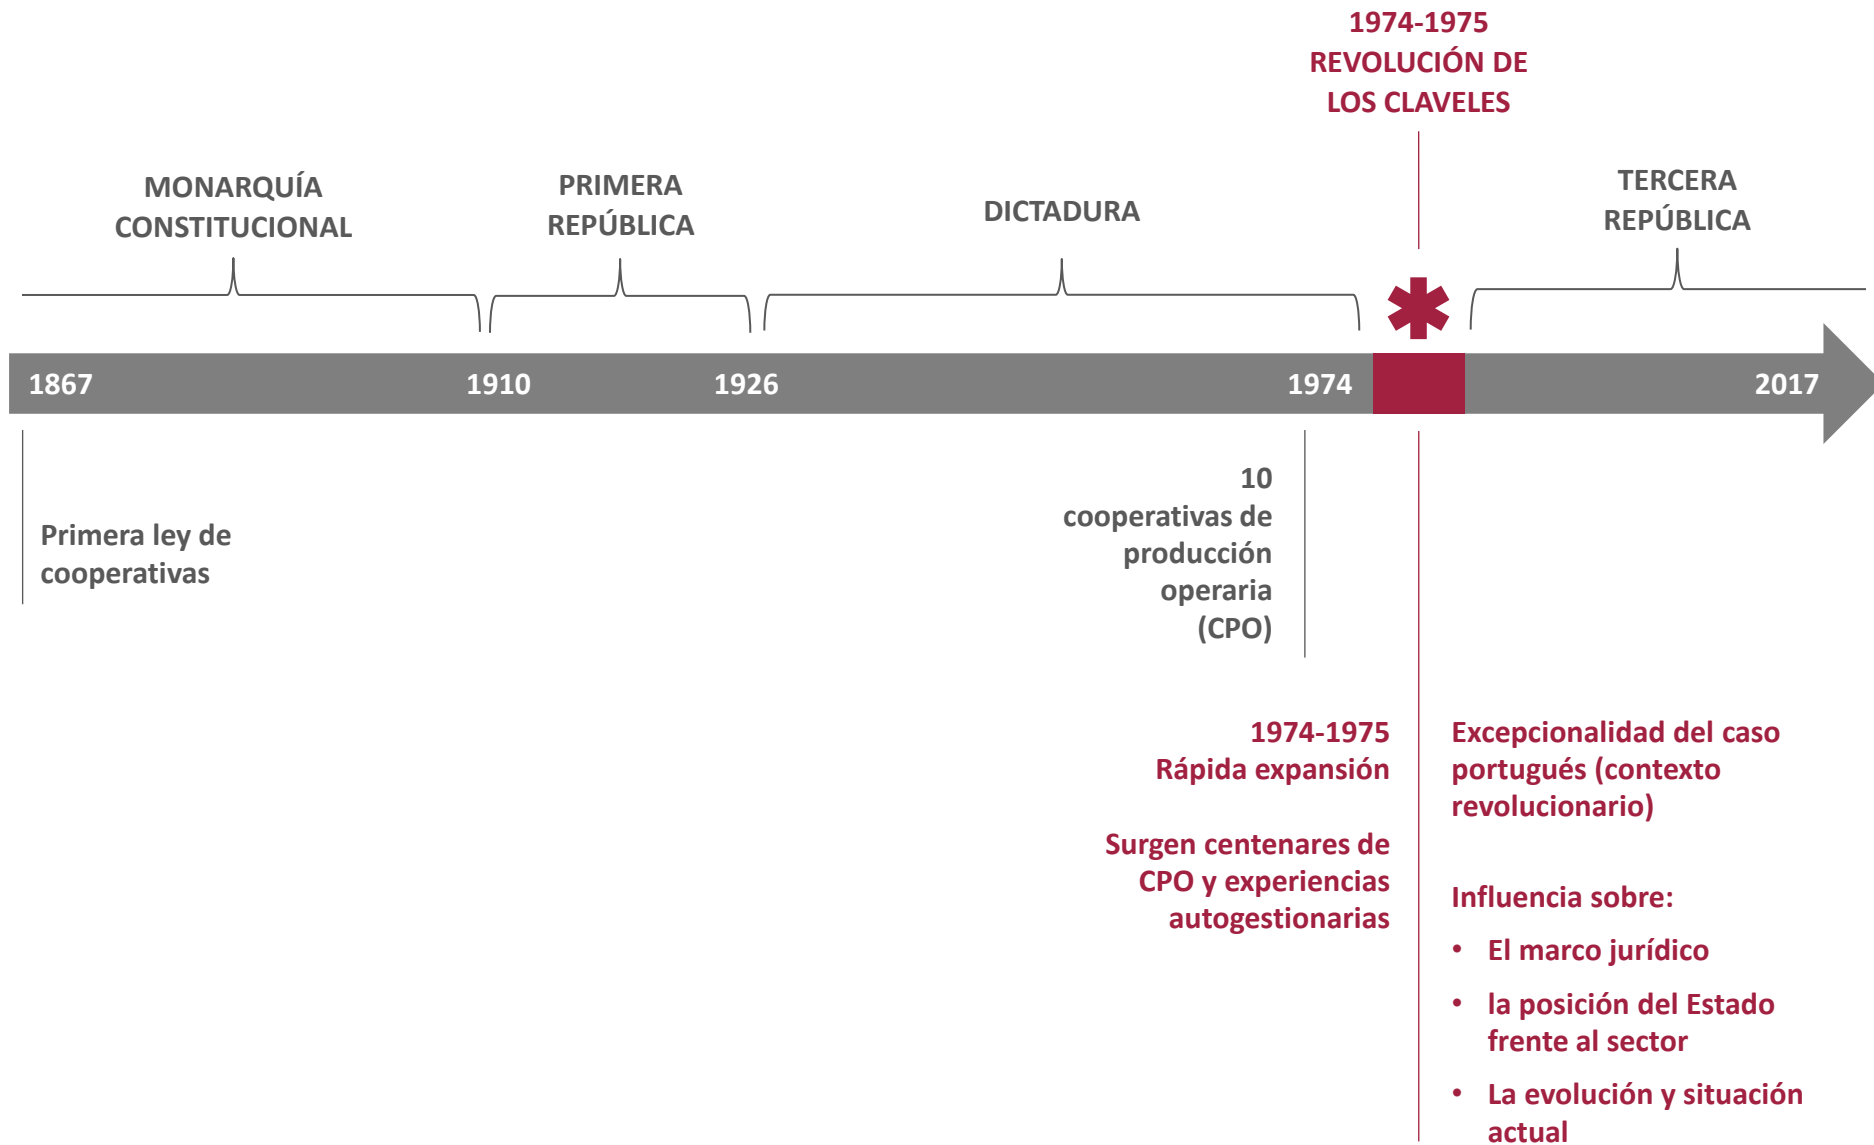 1974-1975
REVOLUCIÓN DE
LOS CLAVELES
MONARQUÍA
CONSTITUCIONAL
PRIMERA
REPÚBLICA
DICTADURA
TERCERA
REPÚBLICA
1867
1910
1926
1974
2017
Primera ley de
cooperativas
10
cooperativas de
producción
operaria
(CPO)
1974-1975
Rápida expansión
Surgen centenares de
CPO y experiencias
autogestionarias
Excepcionalidad del caso
portugués (contexto
revolucionario)
Influencia sobre:
• El marco jurídico
• la posición del Estado
frente al sector
• La evolución y situación
actual